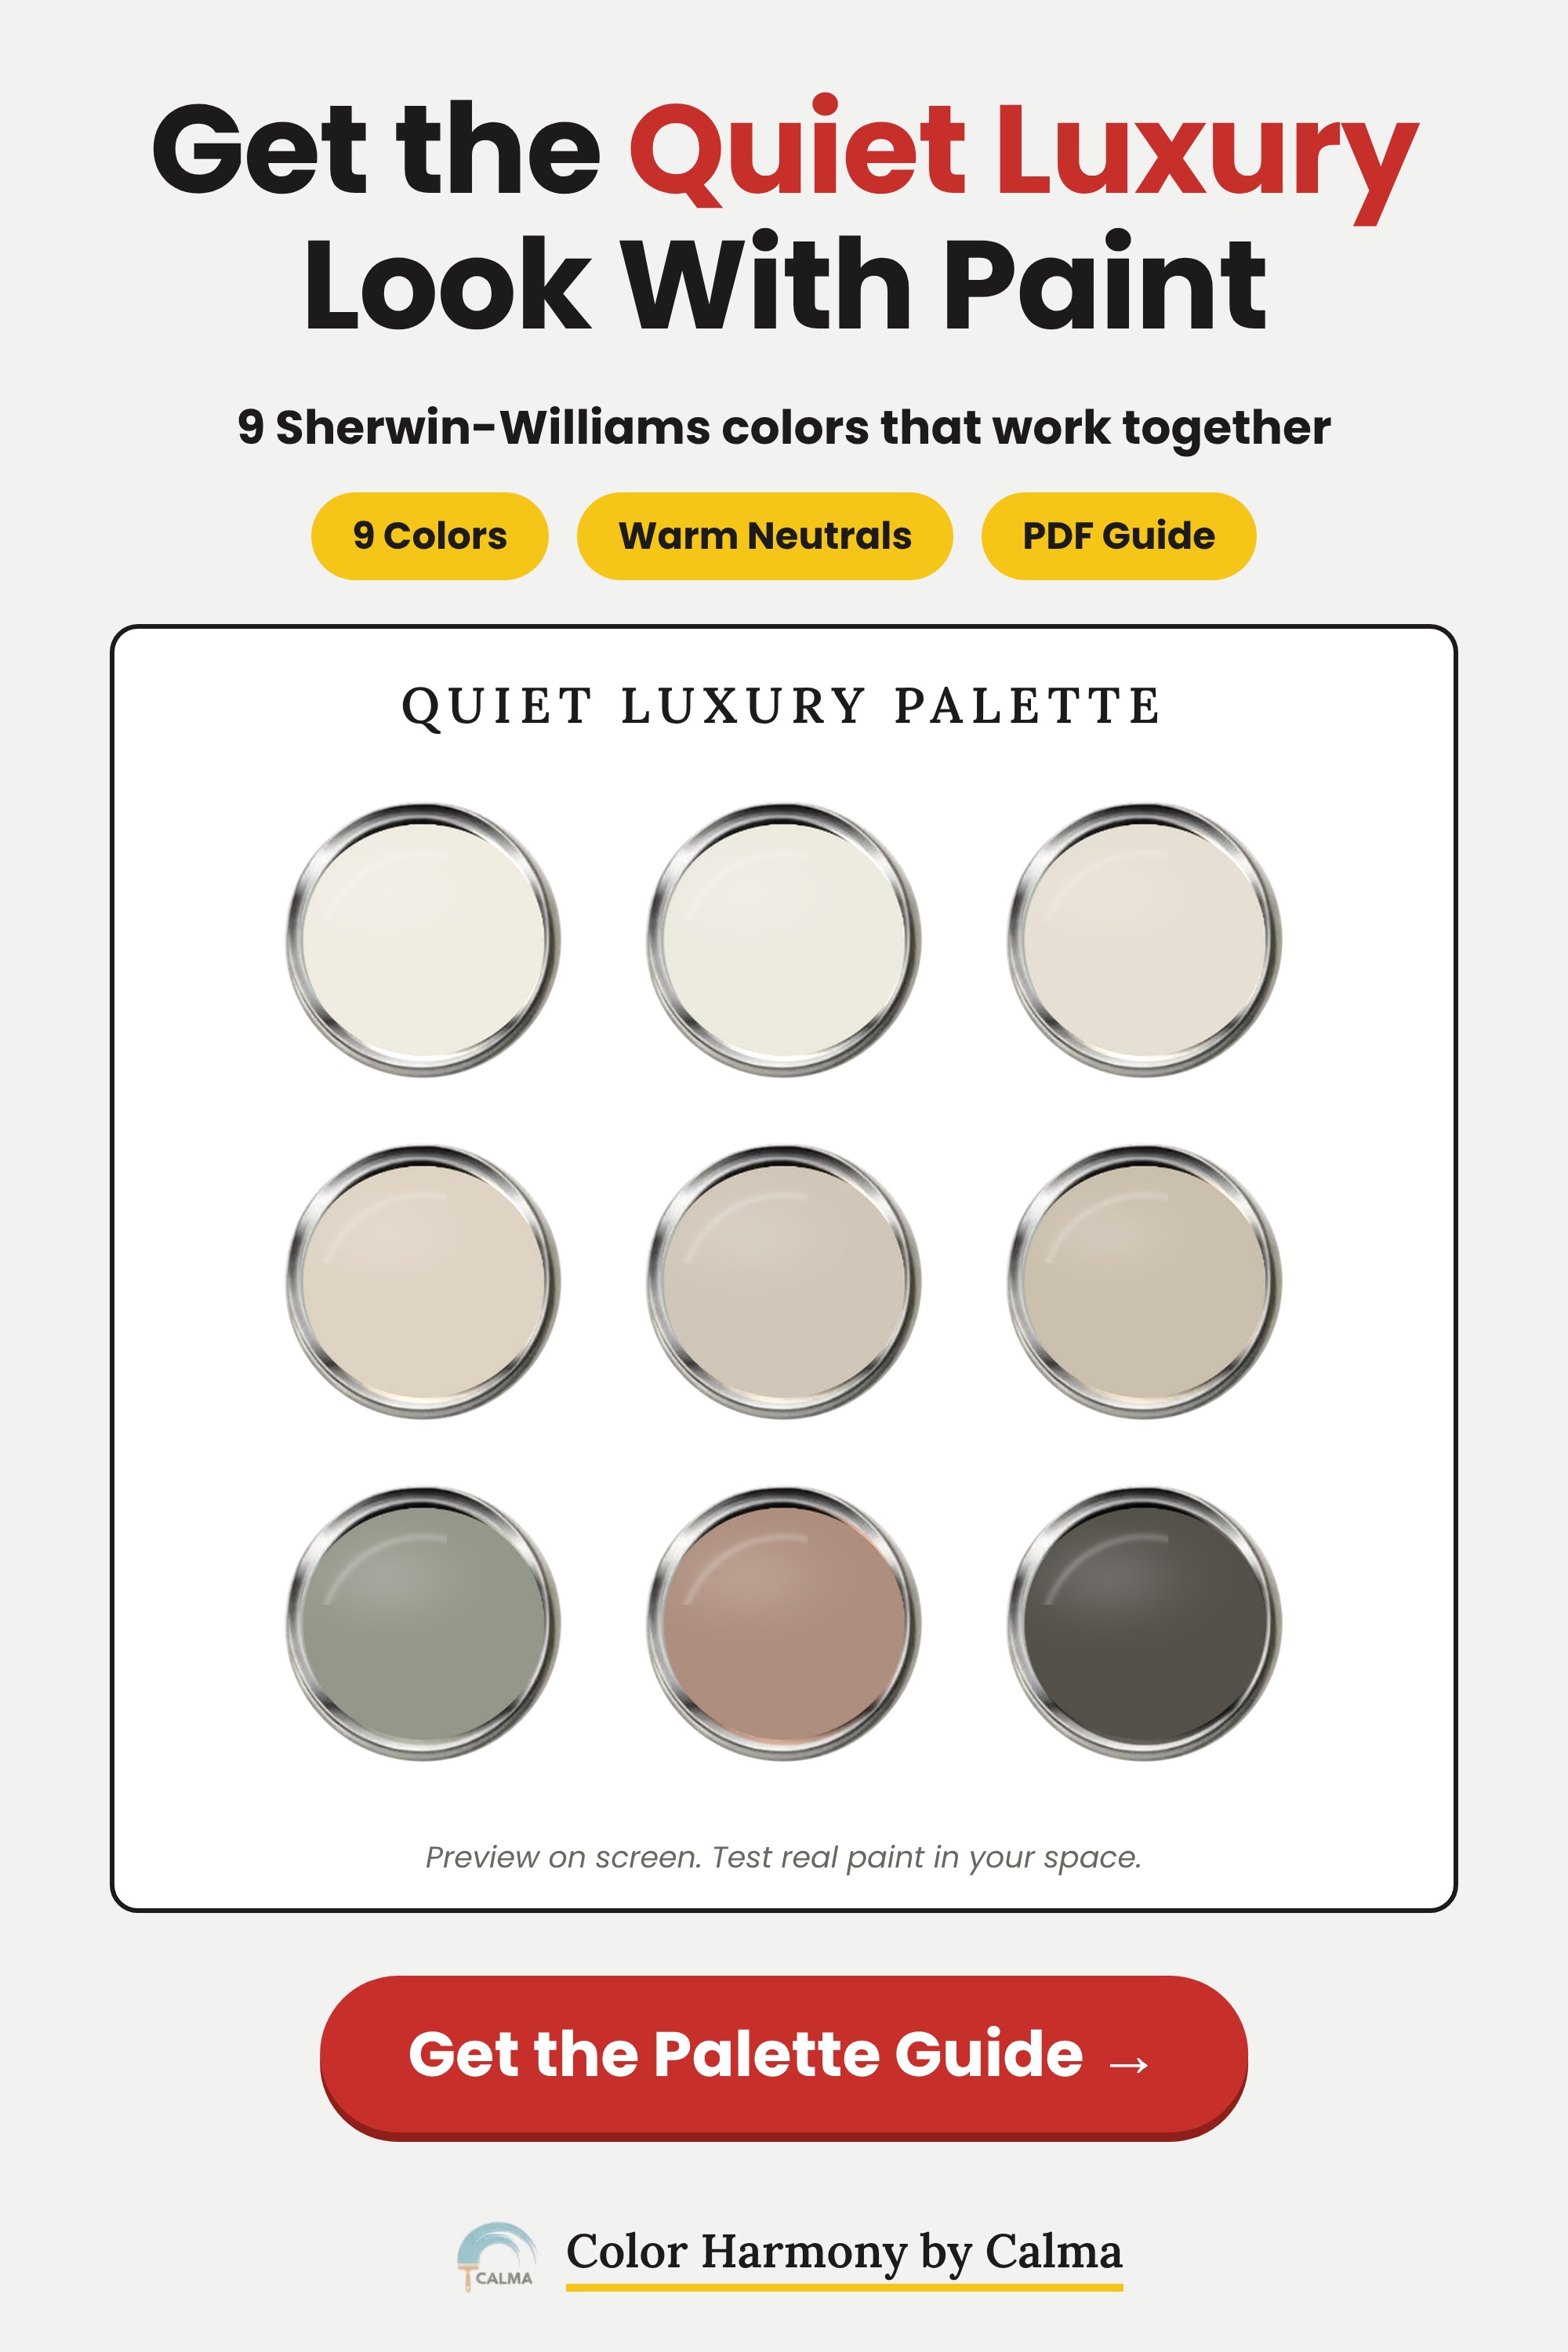 Get the Quiet Luxury
Look With Paint
9 Sherwin-Williams colors that work together
9 Colors
Warm Neutrals
PDF Guide
QUIET LUXURY PALETTE
Preview on screen. Test real paint in your space.
Get the Palette Guide →
CALMA
Color Harmony by Calma